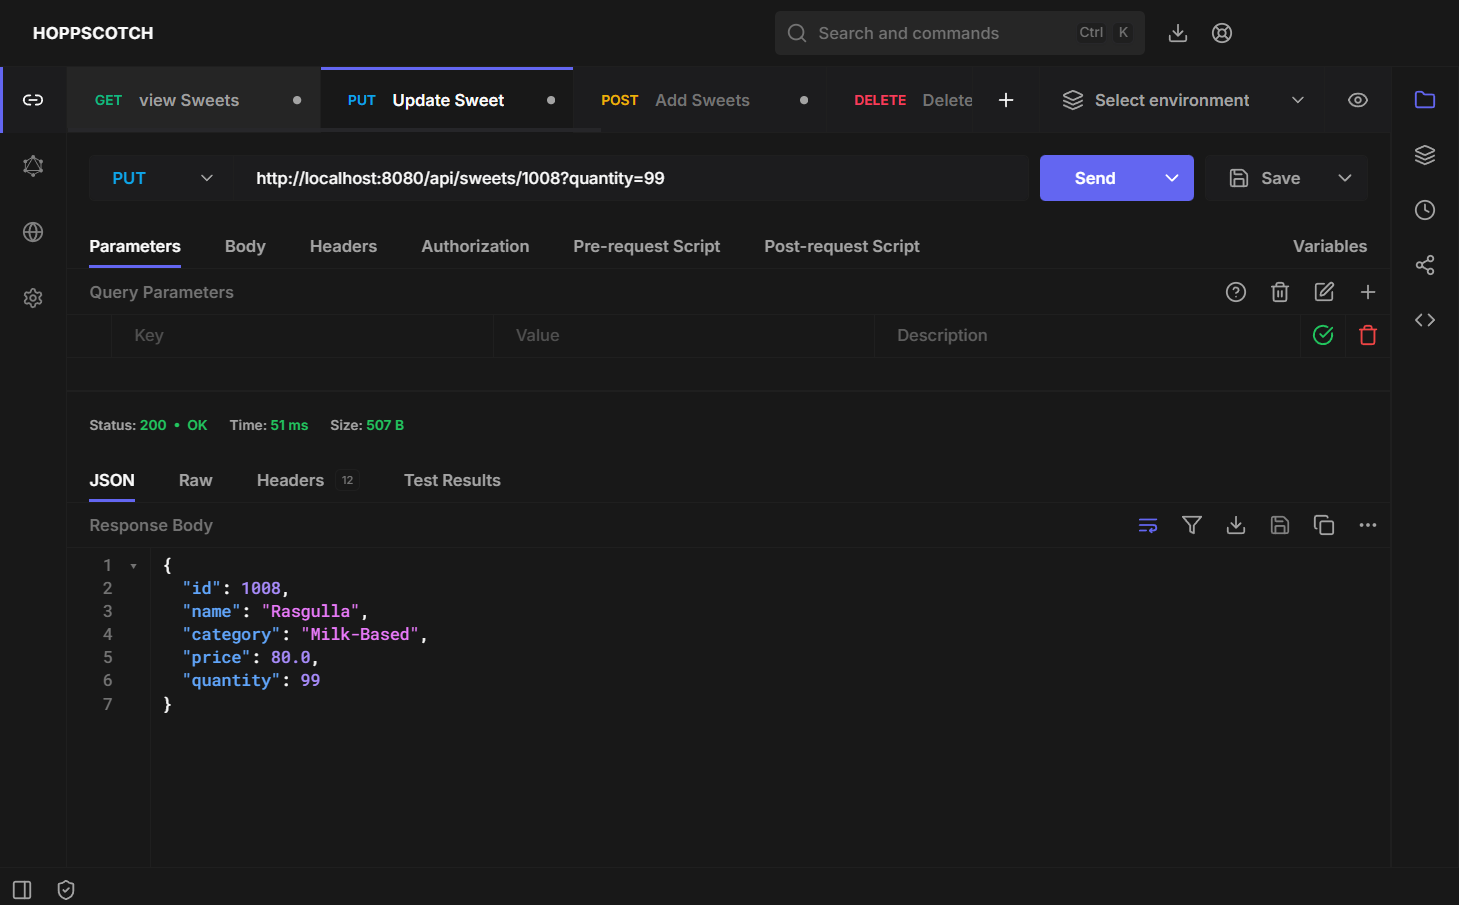 HOPPSCOTCH
Search and commands Ctrl K
GET view Sweets
PUT Update Sweet
POST Add Sweets
DELETE Delete
Select environment
PUT http://localhost:8080/api/sweets/1008?quantity=99 Send Save
Parameters Body Headers Authorization Pre-request Script Post-request Script Variables
Query Parameters
Key Value Description
Status: 200 • OK Time: 51 ms Size: 507 B
JSON Raw Headers 12 Test Results
Response Body
1 {
2 "id": 1008,
3 "name": "Rasgulla",
4 "category": "Milk-Based",
5 "price": 80.0,
6 "quantity": 99
7 }